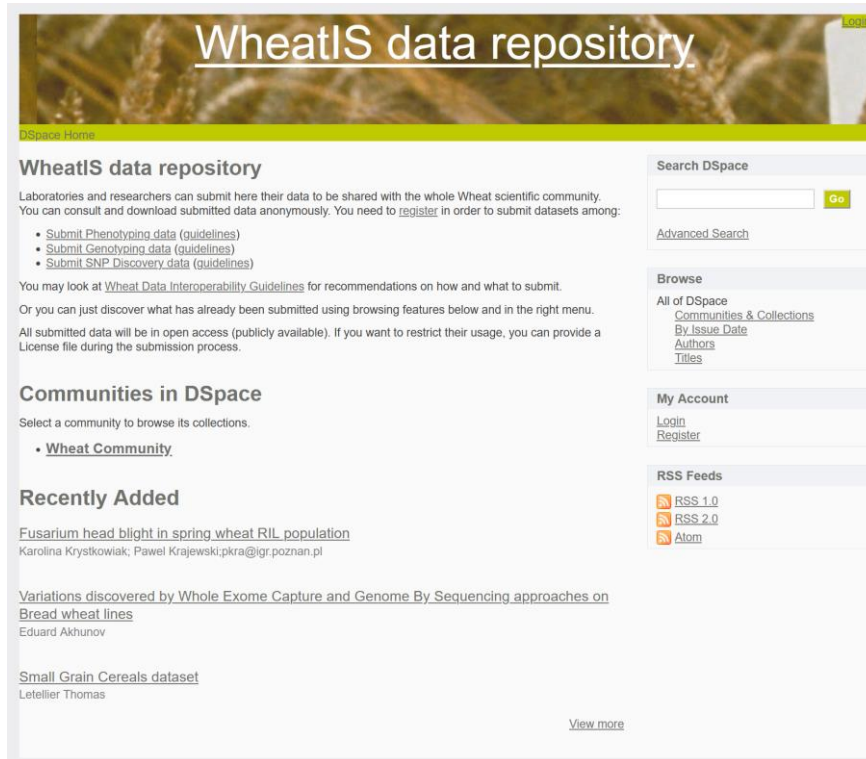 WheatIS data repository
Login
DSpace Home
WheatIS data repository
Laboratories and researchers can submit here their data to be shared with the whole Wheat scientific community.
You can consult and download submitted data anonymously. You need to register in order to submit datasets among:
• Submit Phenotyping data (guidelines)
• Submit Genotyping data (guidelines)
• Submit SNP Discovery data (guidelines)
You may look at Wheat Data Interoperability Guidelines for recommendations on how and what to submit.
Or you can just discover what has already been submitted using browsing features below and in the right menu.
All submitted data will be in open access (publicly available). If you want to restrict their usage, you can provide a
License file during the submission process.
Communities in DSpace
Select a community to browse its collections.
• Wheat Community
Recently Added
Fusarium head blight in spring wheat RIL population
Karolina Krystkowiak; Pawel Krajewski;pkra@igr.poznan.pl
Variations discovered by Whole Exome Capture and Genome By Sequencing approaches on
Bread wheat lines
Eduard Akhunov
Small Grain Cereals dataset
Letellier Thomas
View more
Search DSpace
Go
Advanced Search
Browse
All of DSpace
Communities & Collections
By Issue Date
Authors
Titles
My Account
Login
Register
RSS Feeds
RSS 1.0
RSS 2.0
Atom